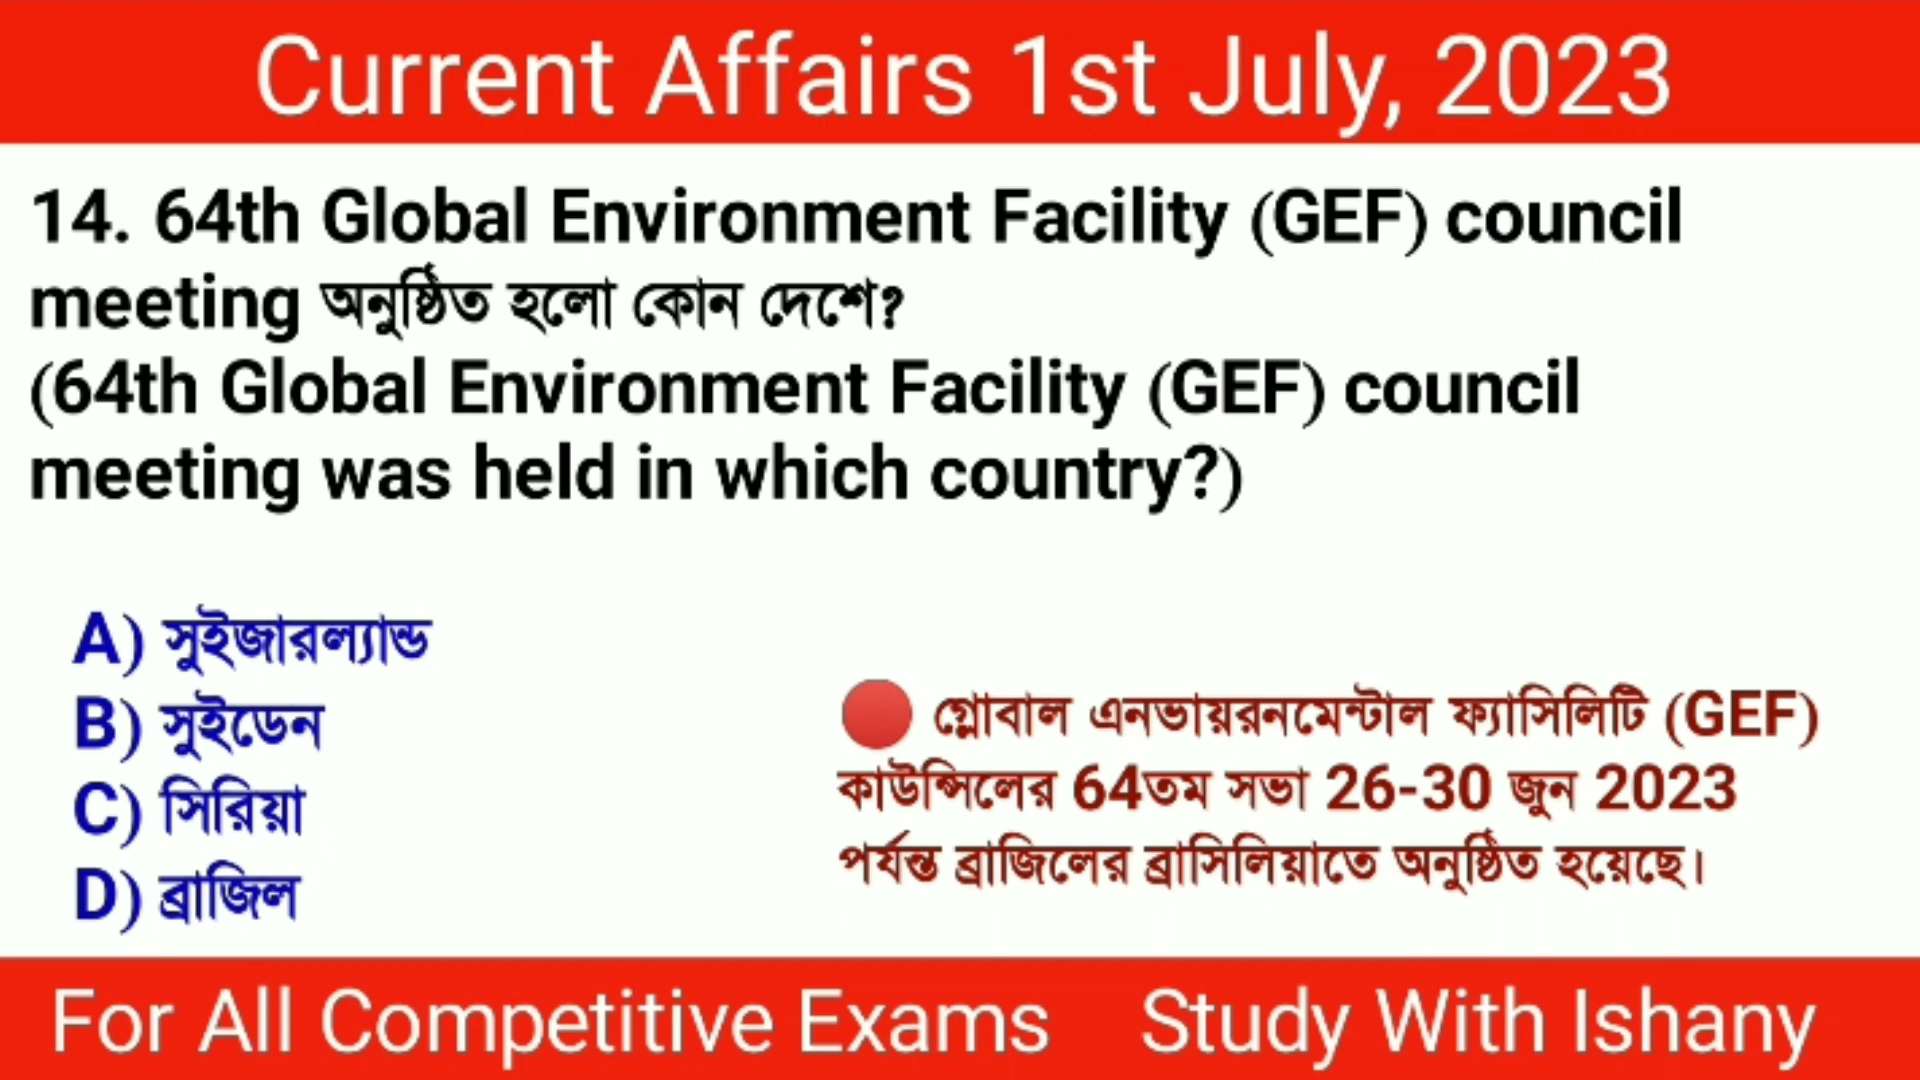 Current Affairs 1st July, 2023
14. 64th Global Environment Facility (GEF) council
meeting অনুষ্ঠিত হলো কোন দেশে?
(64th Global Environment Facility (GEF) council
meeting was held in which country?)
A) সুইজারল্যান্ড
B) সুইডেন
C) সিরিয়া
D) ব্রাজিল
গ্লোবাল এনভায়রনমেন্টাল ফ্যাসিলিটি (GEF)
কাউন্সিলের 64তম সভা 26-30 জুন 2023
পর্যন্ত ব্রাজিলের ব্রাসিলিয়াতে অনুষ্ঠিত হয়েছে।
For All Competitive Exams Study With Ishany